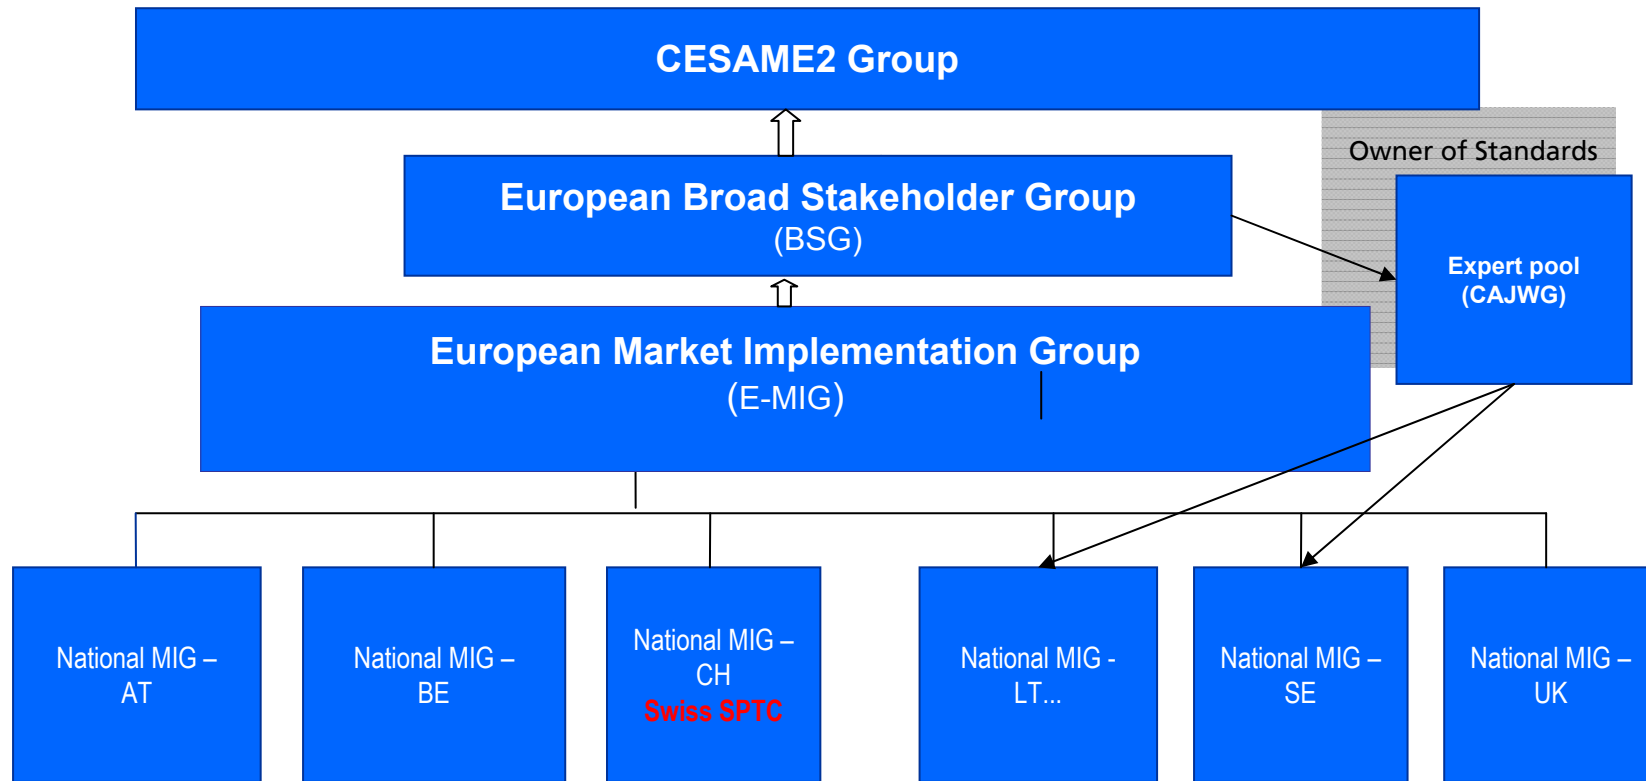 CESAME2 Group
Owner of Standards
European Broad Stakeholder Group
(BSG)
Expert pool
(CAJWG)
European Market Implementation Group
(E-MIG)
National MIG –
AT
National MIG –
BE
National MIG –
CH
Swiss SPTC
National MIG -
LT...
National MIG –
SE
National MIG –
UK